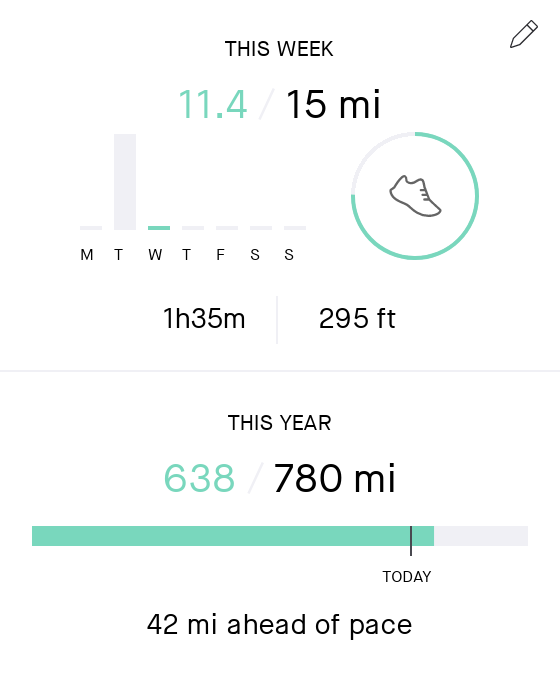 THIS WEEK
11.4 / 15 mi
M T W T F S S
1h35m 295 ft
THIS YEAR
638 / 780 mi
TODAY
42 mi ahead of pace